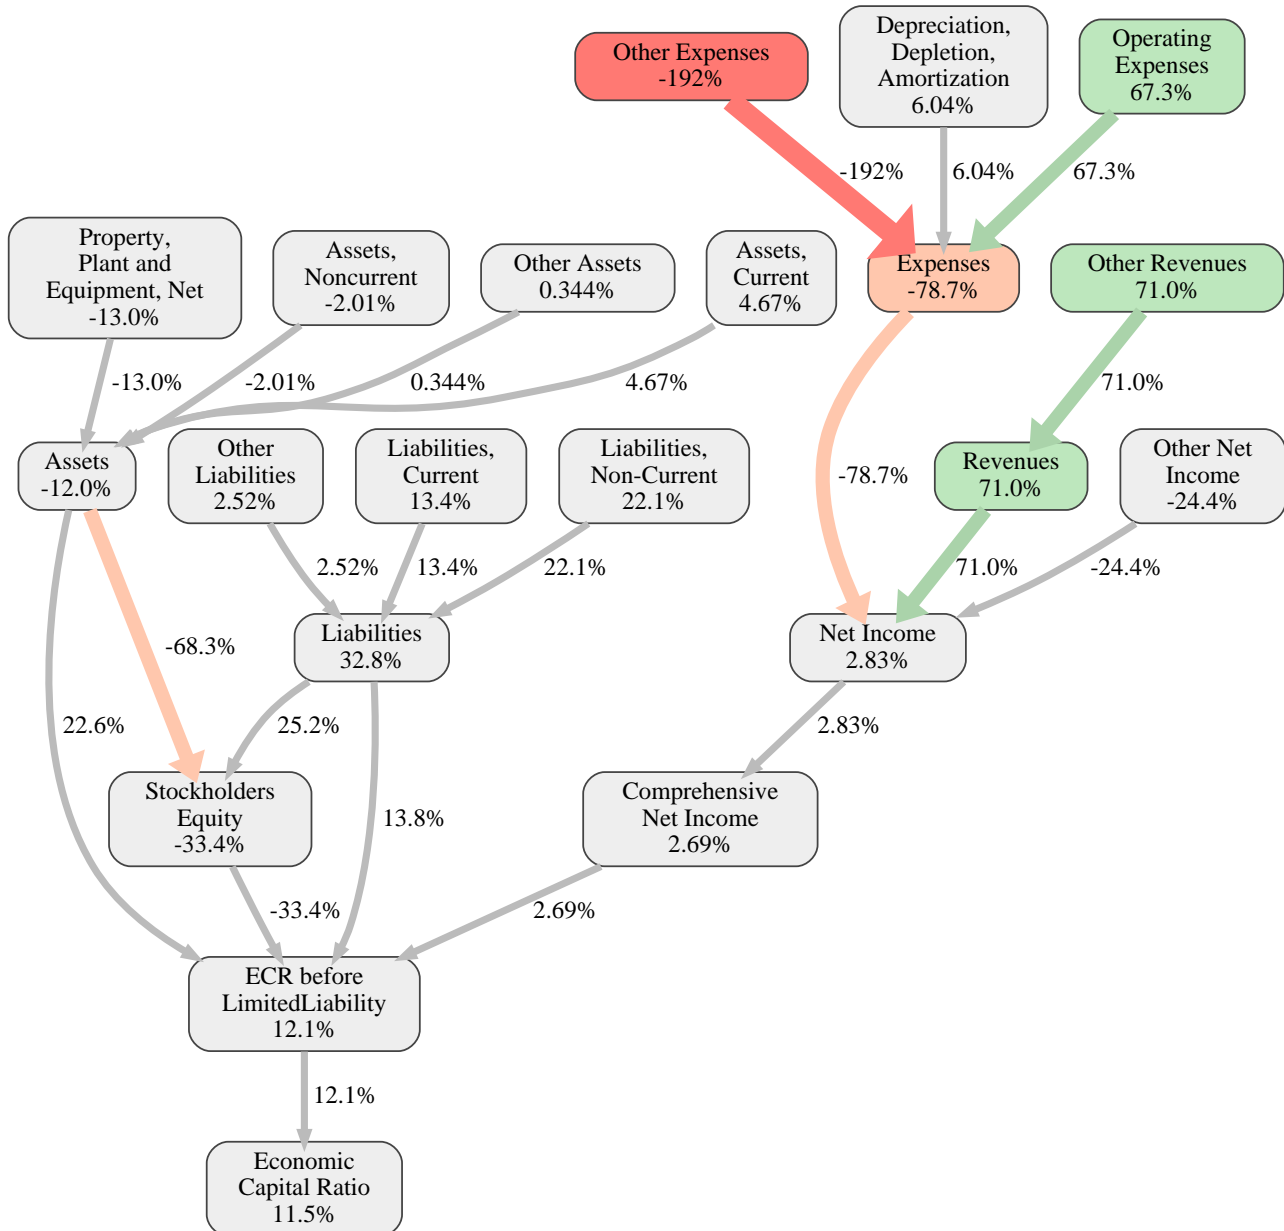 Other Expenses
-192%
Depreciation,
Depletion,
Amortization
6.04%
Operating
Expenses
67.3%
-192%
6.04%
67.3%
Property,
Plant and
Equipment, Net
-13.0%
Assets,
Noncurrent
-2.01%
Other Assets
0.344%
Assets,
Current
4.67%
Expenses
-78.7%
Other Revenues
71.0%
-13.0%
-2.01%
0.344%
4.67%
71.0%
Assets
-12.0%
Other
Liabilities
2.52%
Liabilities,
Current
13.4%
Liabilities,
Non-Current
22.1%
-78.7%
Revenues
71.0%
Other Net
Income
-24.4%
2.52%
13.4%
22.1%
71.0%
-24.4%
-68.3%
Liabilities
32.8%
Net Income
2.83%
22.6%
25.2%
2.83%
Stockholders
Equity
-33.4%
13.8%
Comprehensive
Net Income
2.69%
-33.4%
2.69%
ECR before
LimitedLiability
12.1%
12.1%
Economic
Capital Ratio
11.5%